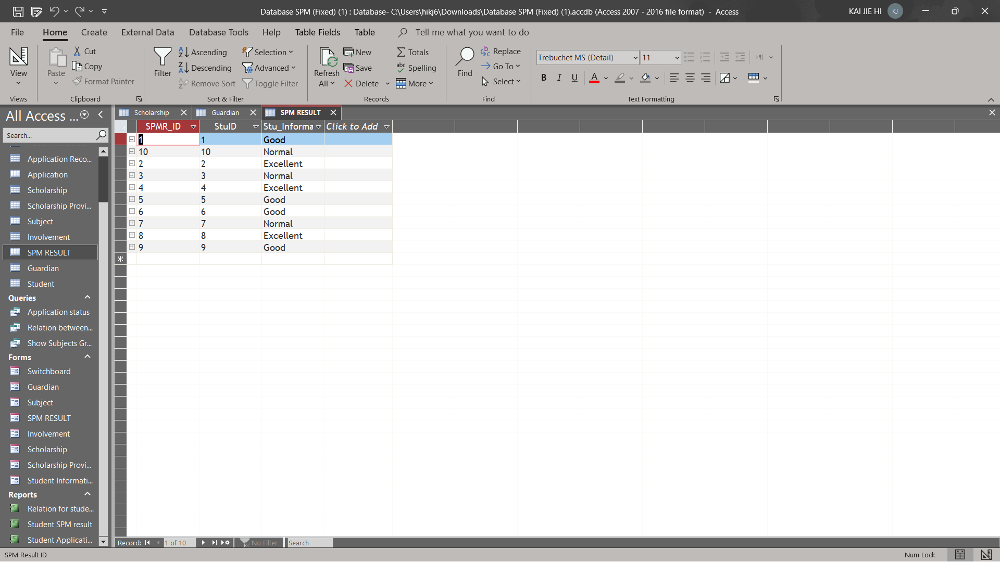 Database SPM (Fixed) (1) : Database- C:\Users\hikj6\Downloads\Database SPM (Fixed) (1).accdb (Access 2007 - 2016 file format) - Access
KAI JIE HI
KJ
File
Home
Create
External Data
Database Tools
Help
Table Fields
Table
Tell me what you want to do
View
Views
Paste
Cut
Copy
Format Painter
Clipboard
Filter
Ascending
Descending
Remove Sort
Selection
Advanced
Toggle Filter
Sort & Filter
Refresh
All
New
Save
Delete
Totals
Spelling
More
Records
Find
Replace
Go To
Select
Find
Trebuchet MS (Detail)
11
B I U
Text Formatting
All Access ...
Search...
Application Reco...
Application
Scholarship
Scholarship Provi...
Subject
Involvement
SPM RESULT
Guardian
Student
Queries
Application status
Relation between...
Show Subjects Gr...
Forms
Switchboard
Guardian
Subject
SPM RESULT
Involvement
Scholarship
Scholarship Provi...
Student Informati...
Reports
Relation for stude...
Student SPM result
Student Applicati...
Scholarship
Guardian
SPM RESULT
SPMR_ID StuID Stu_Informa Click to Add
1 1 Good
10 10 Normal
2 2 Excellent
3 3 Normal
4 4 Excellent
5 5 Good
6 6 Good
7 7 Normal
8 8 Excellent
9 9 Good
Record: 1 of 10 No Filter Search
SPM Result ID
Num Lock